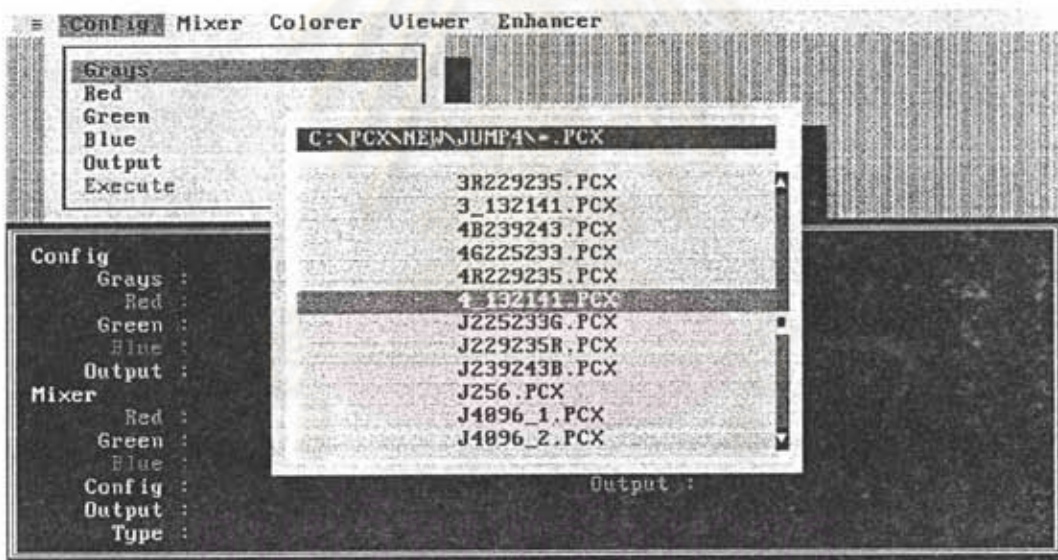 ≡ Config Mixer Colorer Viewer Enhancer
Grays
Red
Green
Blue
Output
Execute
C:\PCX\NEW\JUMP4\*.PCX
3R229235.PCX
3_132141.PCX
4B239243.PCX
4G225233.PCX
4R229235.PCX
4_132141.PCX
J225233G.PCX
J229235R.PCX
J239243B.PCX
J256.PCX
J4096_1.PCX
J4096_2.PCX
Config
Grays :
Red :
Green :
Blue :
Output :
Mixer
Red :
Green :
Blue :
Config :
Output :
Type :
Output :